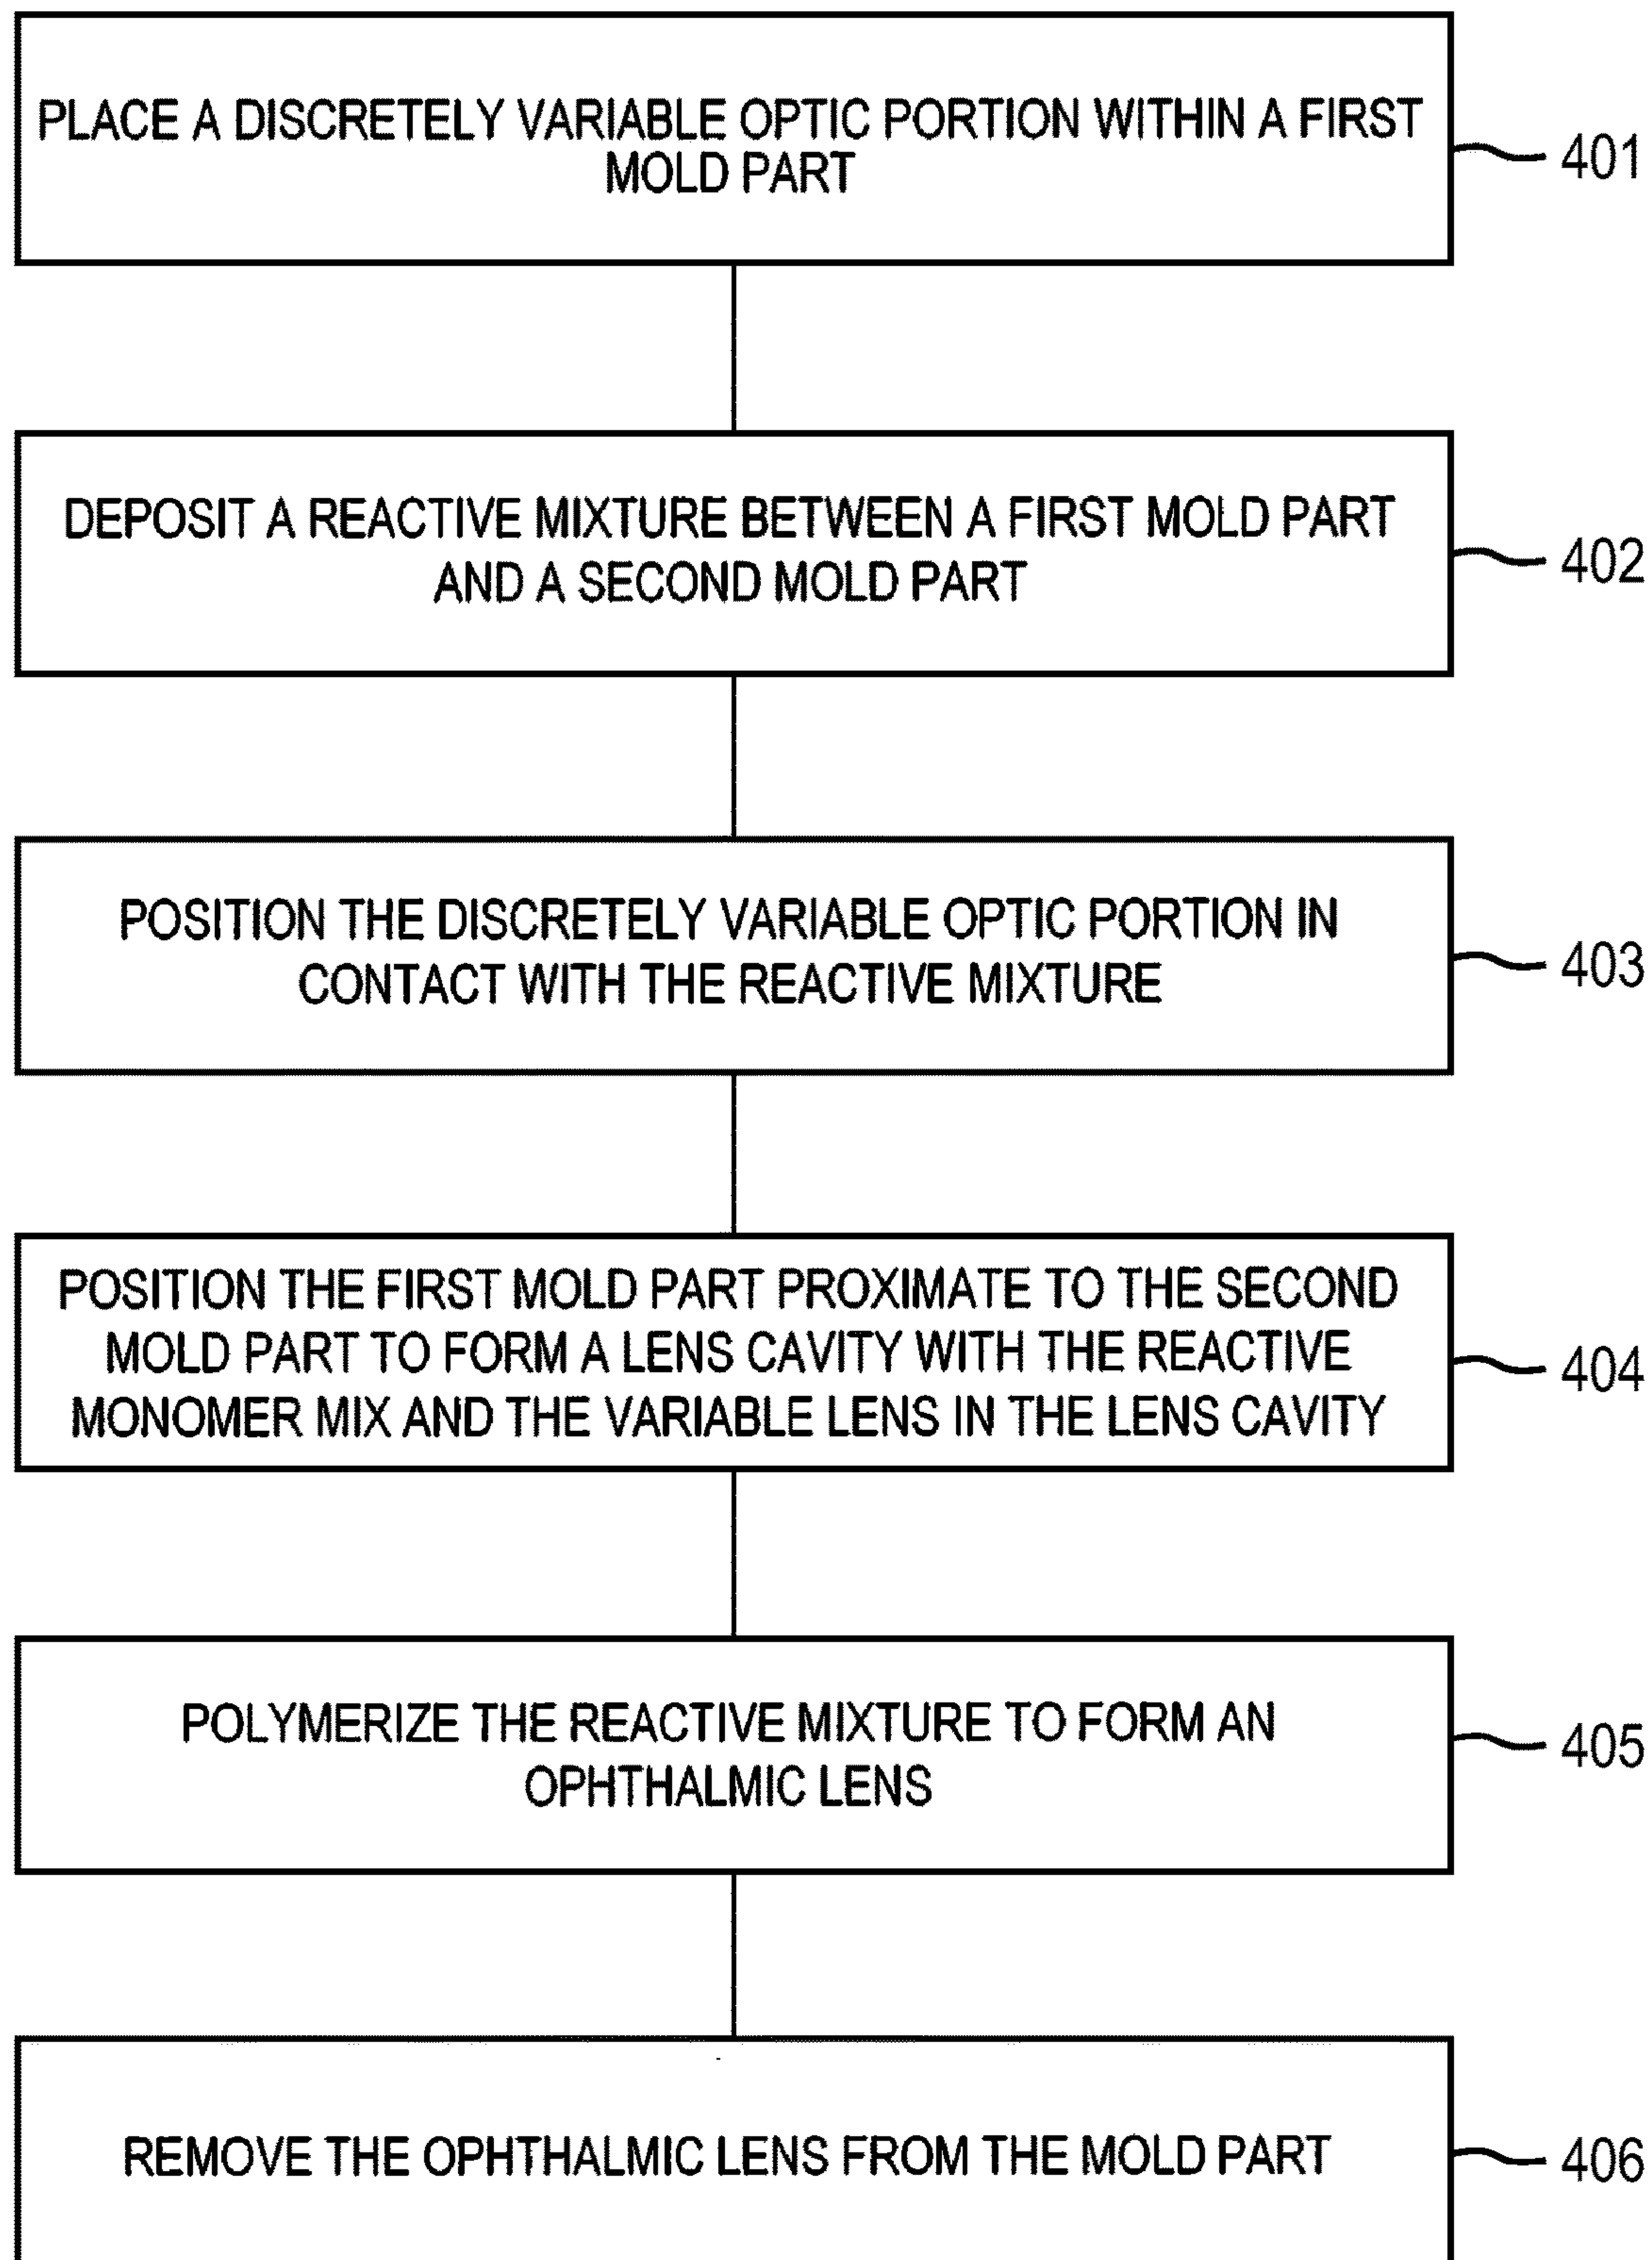 PLACE A DISCRETELY VARIABLE OPTIC PORTION WITHIN A FIRST
MOLD PART
401
DEPOSIT A REACTIVE MIXTURE BETWEEN A FIRST MOLD PART
AND A SECOND MOLD PART
402
POSITION THE DISCRETELY VARIABLE OPTIC PORTION IN
CONTACT WITH THE REACTIVE MIXTURE
403
POSITION THE FIRST MOLD PART PROXIMATE TO THE SECOND
MOLD PART TO FORM A LENS CAVITY WITH THE REACTIVE
MONOMER MIX AND THE VARIABLE LENS IN THE LENS CAVITY
404
POLYMERIZE THE REACTIVE MIXTURE TO FORM AN
OPHTHALMIC LENS
405
REMOVE THE OPHTHALMIC LENS FROM THE MOLD PART
406